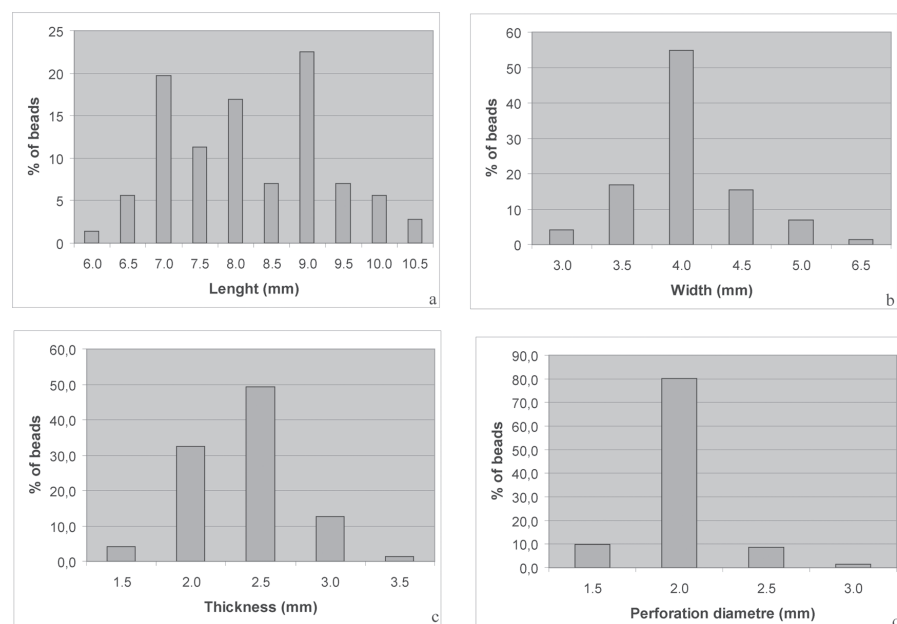 25
20
15
10
5
0
% of beads
6.0 6.5 7.0 7.5 8.0 8.5 9.0 9.5 10.0 10.5
Lenght (mm)
a
60
50
40
30
20
10
0
% of beads
3.0 3.5 4.0 4.5 5.0 6.5
Width (mm)
b
60,0
50,0
40,0
30,0
20,0
10,0
0,0
% of beads
1.5 2.0 2.5 3.0 3.5
Thickness (mm)
c
90,0
80,0
70,0
60,0
50,0
40,0
30,0
20,0
10,0
0,0
% of beads
1.5 2.0 2.5 3.0
Perforation diametre (mm)